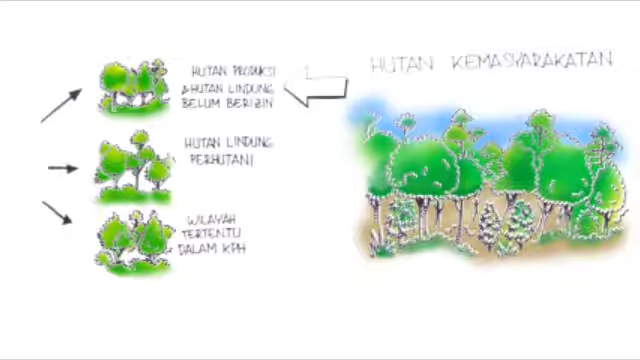 HUTAN KEMASYARAKATAN
HUTAN PRODUKSI
&HUTAN LINDUNG
BELUM BERIZIN
HUTAN LINDUNG
PERHUTANI
WILAYAH
TERTENTU
DALAM KPH